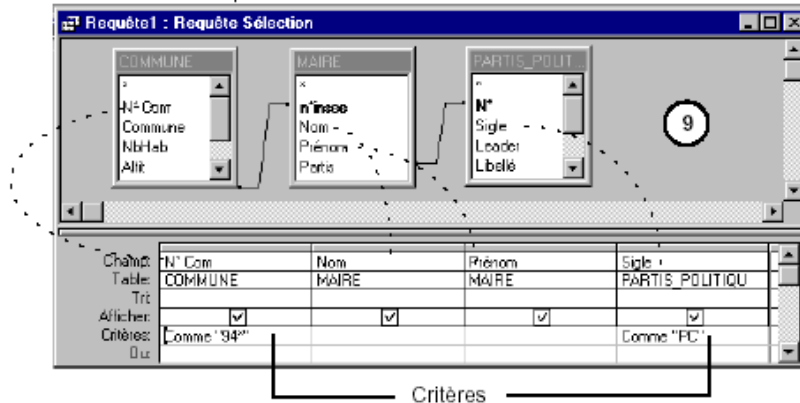 Requête1 : Requête Sélection
COMMUNE
*
N° Com
Commune
NbHab
Altit
MAIRE
*
n°insee
Nom
Prénom
Partis
PARTIS_POLIT...
*
N°
Sigle
Leader
Libellé
9
Champ: N° Com Nom Prénom Sigle
Table: COMMUNE MAIRE MAIRE PARTIS_POLITIQU
Tri:
Afficher:
Critères: Comme "94*" Comme "PC"
Ou:
Critères